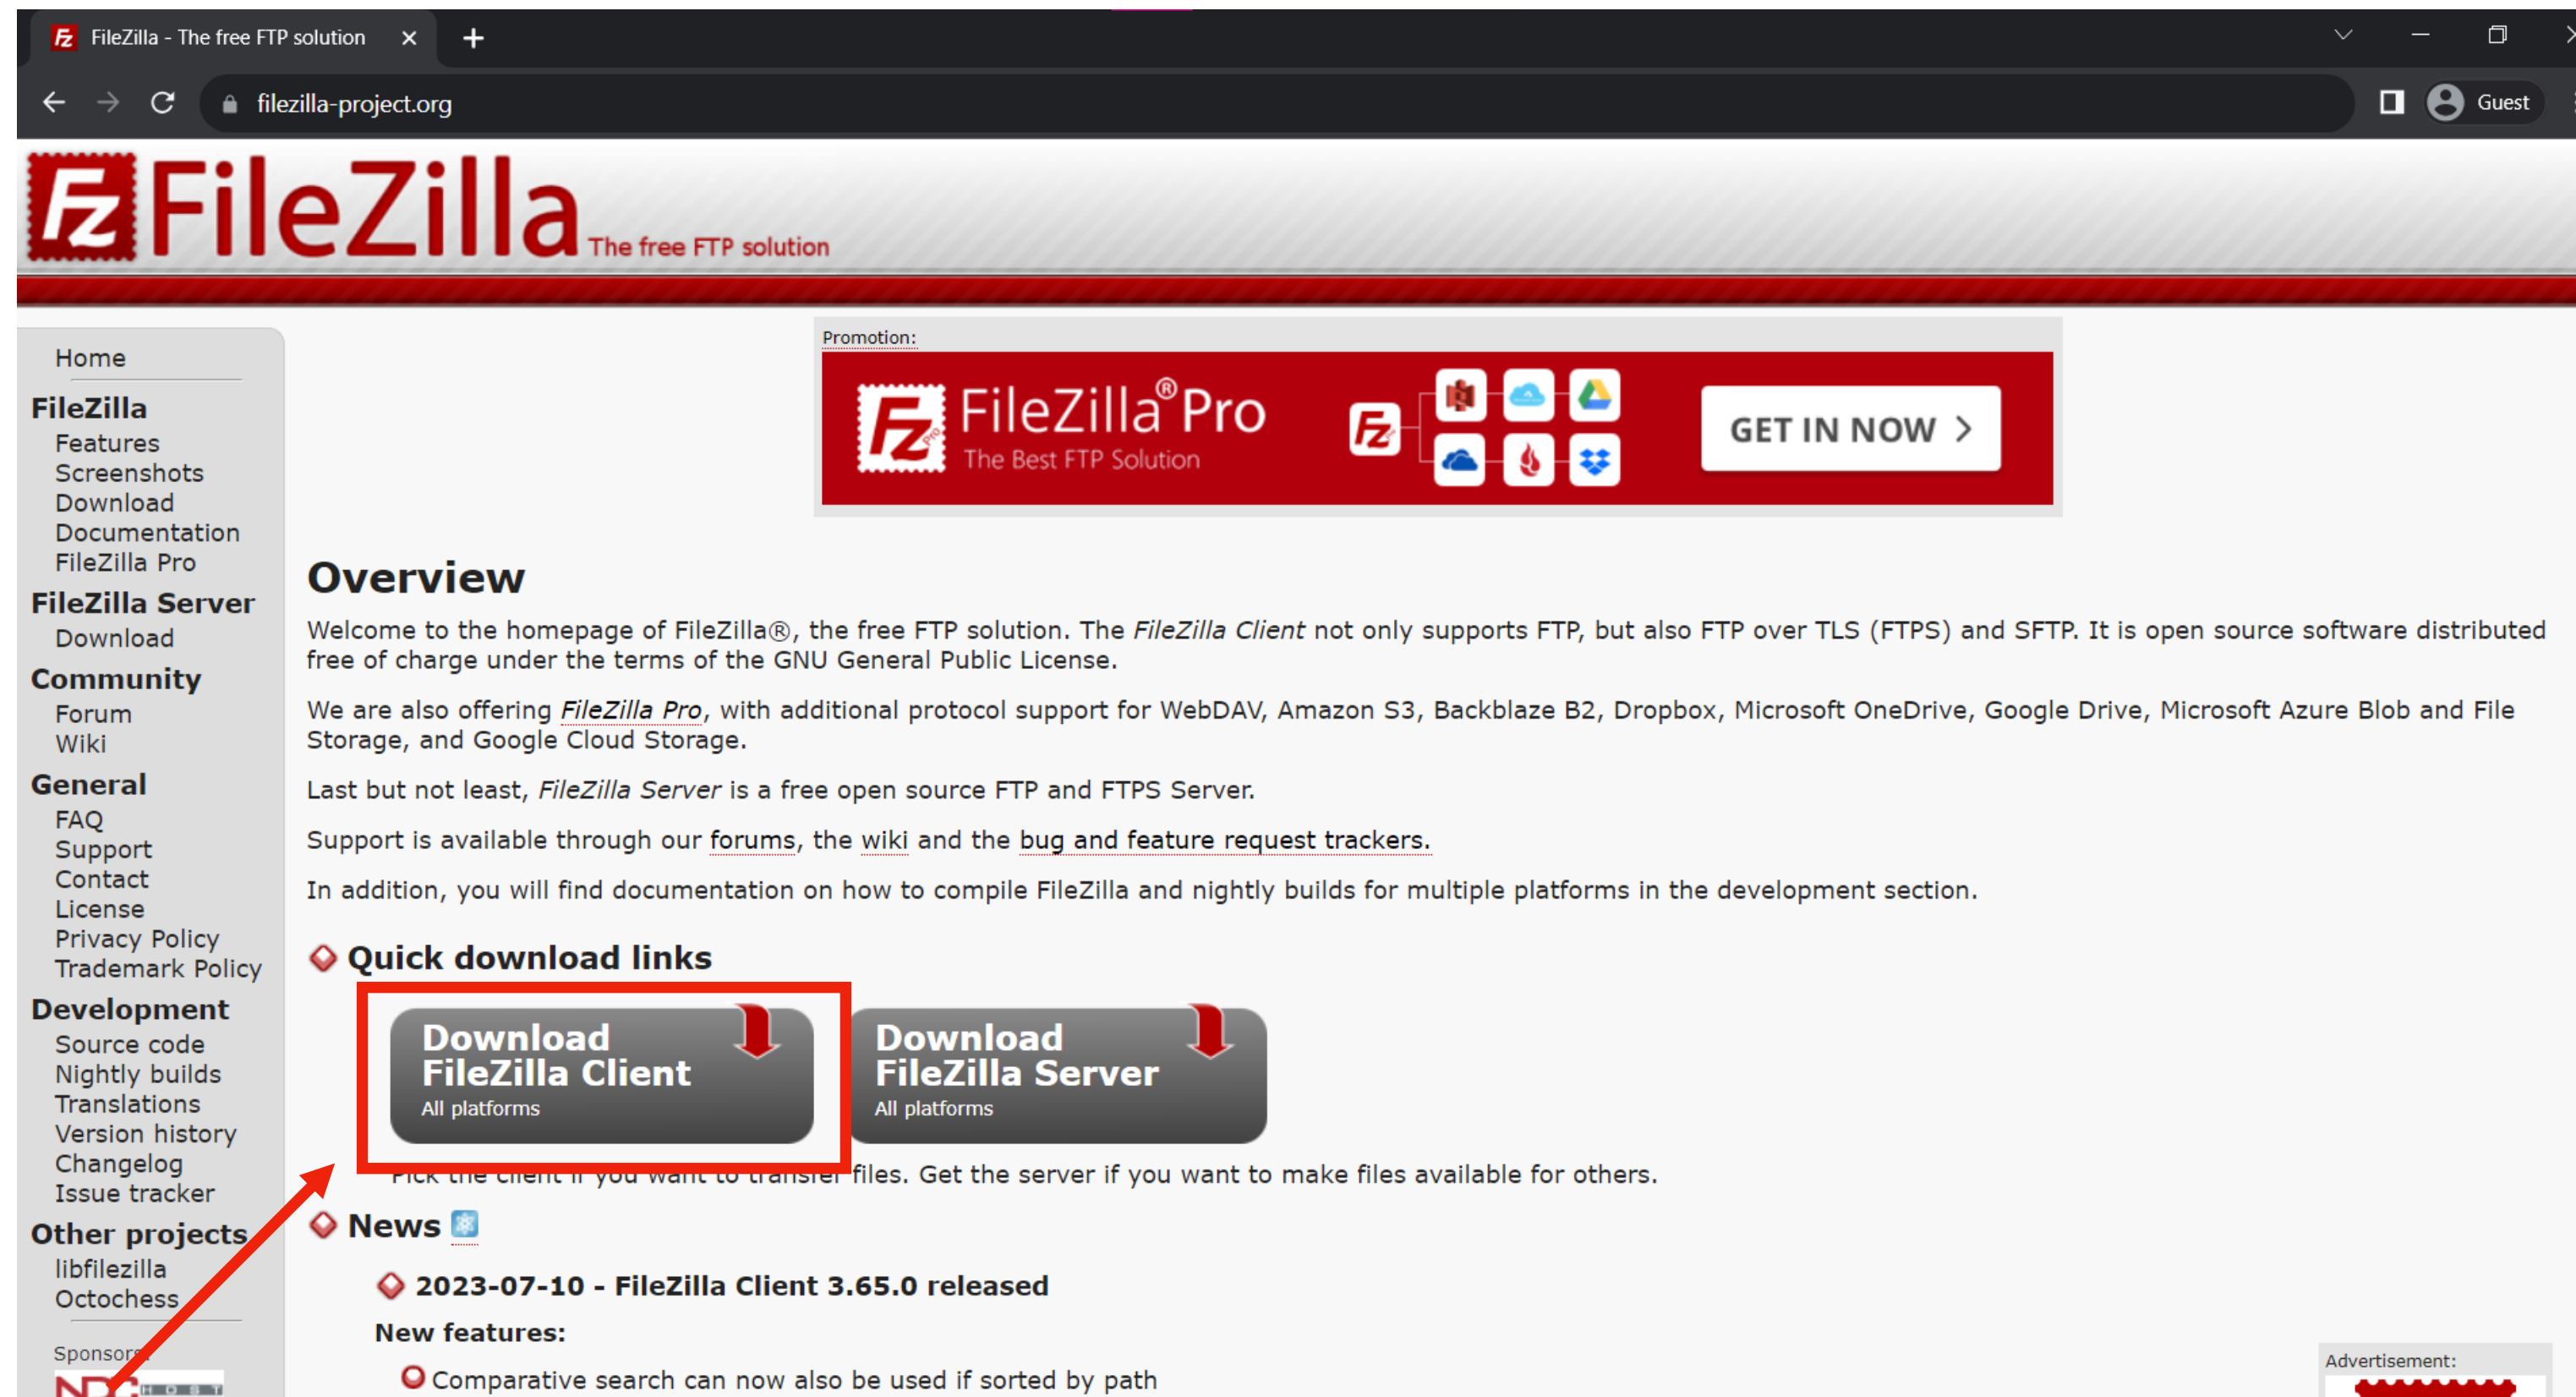 FileZilla - The free FTP solution
filezilla-project.org
Guest
FileZilla The free FTP solution
Home
FileZilla
Features
Screenshots
Download
Documentation
FileZilla Pro
FileZilla Server
Download
Community
Forum
Wiki
General
FAQ
Support
Contact
License
Privacy Policy
Trademark Policy
Development
Source code
Nightly builds
Translations
Version history
Changelog
Issue tracker
Other projects
libfilezilla
Octochess
Sponsors:
HOST
Promotion:
FileZilla® Pro
The Best FTP Solution
GET IN NOW >
Overview
Welcome to the homepage of FileZilla®, the free FTP solution. The FileZilla Client not only supports FTP, but also FTP over TLS (FTPS) and SFTP. It is open source software distributed
free of charge under the terms of the GNU General Public License.
We are also offering FileZilla Pro, with additional protocol support for WebDAV, Amazon S3, Backblaze B2, Dropbox, Microsoft OneDrive, Google Drive, Microsoft Azure Blob and File
Storage, and Google Cloud Storage.
Last but not least, FileZilla Server is a free open source FTP and FTPS Server.
Support is available through our forums, the wiki and the bug and feature request trackers.
In addition, you will find documentation on how to compile FileZilla and nightly builds for multiple platforms in the development section.
Quick download links
Download
FileZilla Client
All platforms
Download
FileZilla Server
All platforms
Pick the client if you want to transfer files. Get the server if you want to make files available for others.
News
2023-07-10 - FileZilla Client 3.65.0 released
New features:
Comparative search can now also be used if sorted by path
Advertisement: